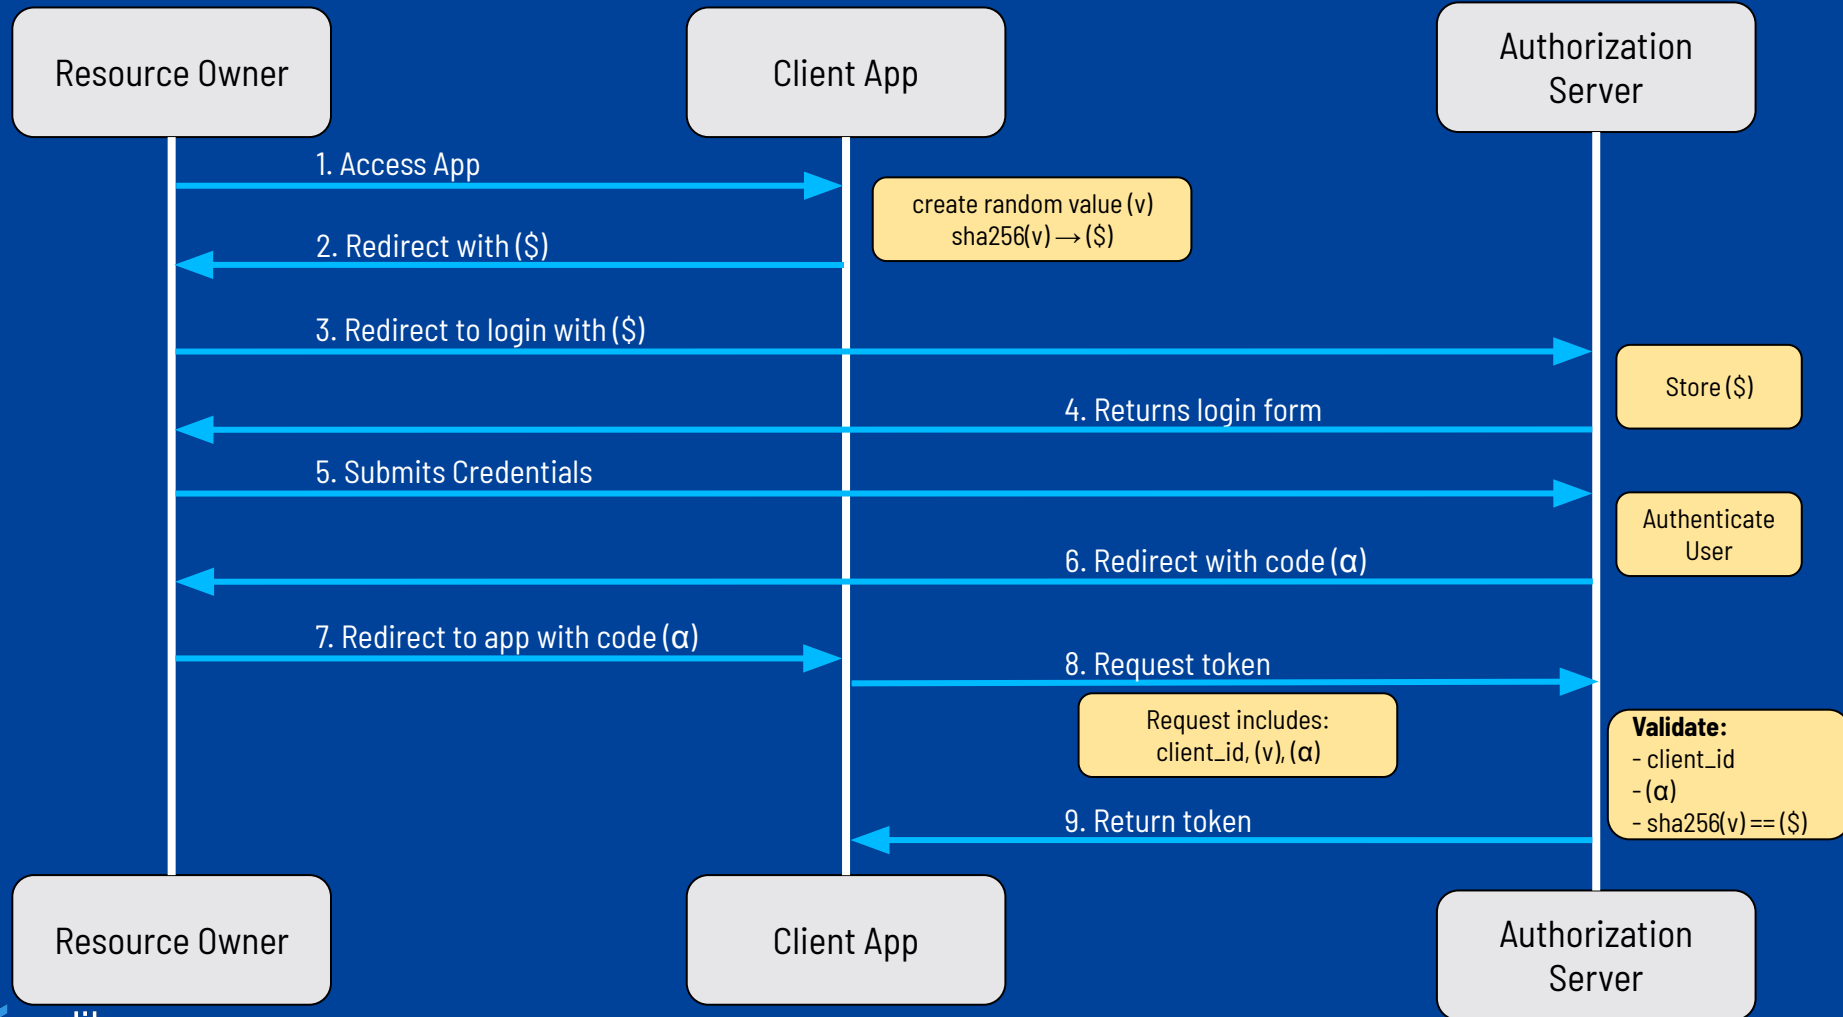 Resource Owner
Client App
Authorization
Server
1. Access App
create random value (v)
sha256(v) → ($)
2. Redirect with ($)
3. Redirect to login with ($)
Store ($)
4. Returns login form
5. Submits Credentials
Authenticate
User
6. Redirect with code (α)
7. Redirect to app with code (α)
8. Request token
Request includes:
client_id, (v), (α)
Validate:
- client_id
- (α)
- sha256(v) == ($)
9. Return token
Resource Owner
Client App
Authorization
Server